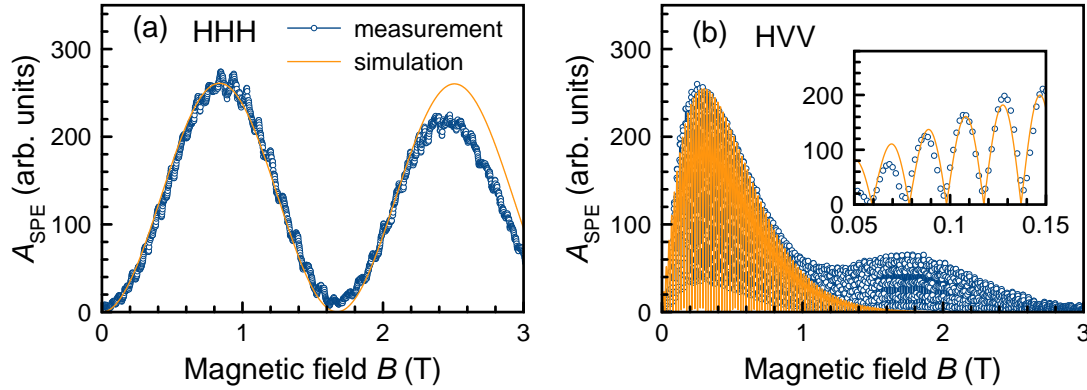 (a) HHH
measurement
simulation
A_SPE (arb. units)
0
100
200
300
0 1 2 3
Magnetic field B (T)
(b) HVV
A_SPE (arb. units)
0
100
200
300
0 1 2 3
Magnetic field B (T)
0
100
200
0.05 0.10 0.15